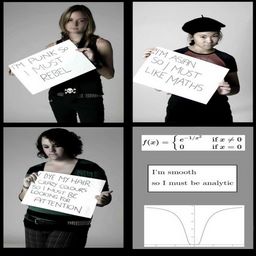 I'M PUNK SO
I MUST
REBEL
I'M ASIAN
SO I MUST
LIKE MATHS
DYE MY HAIR
CRAZY COLOURS
SO I MUST BE
LOOKING FOR
ATTENTION
f(x) = { e^{-1/x²} if x ≠ 0
0 if x = 0
I'm smooth
so I must be analytic